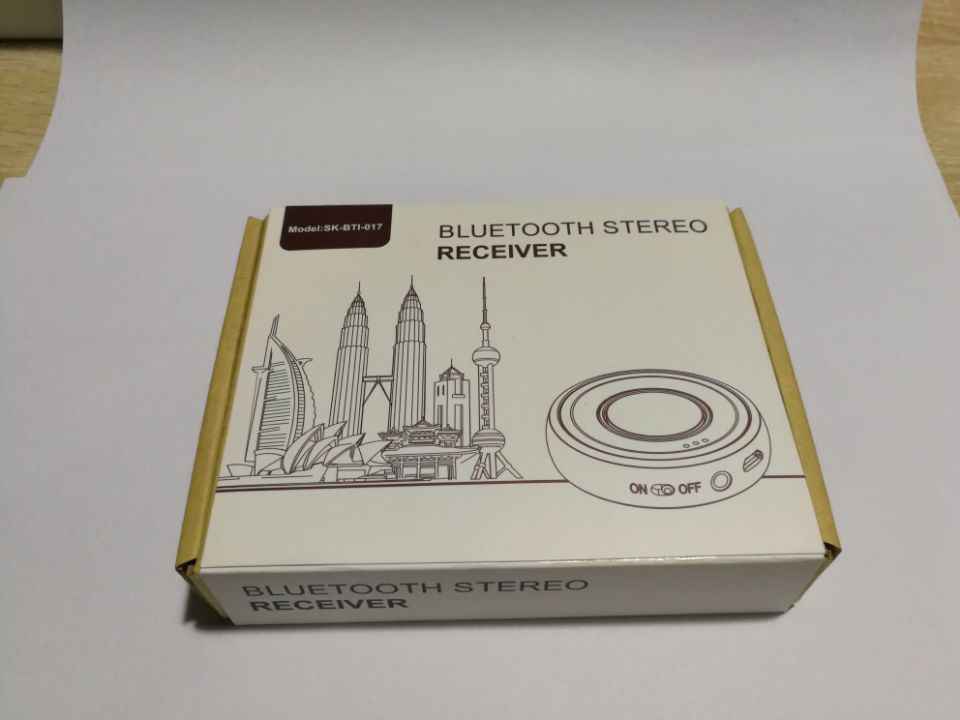 Model:SK-BTI-017
BLUETOOTH STEREO
RECEIVER
ON OFF
BLUETOOTH STEREO
RECEIVER